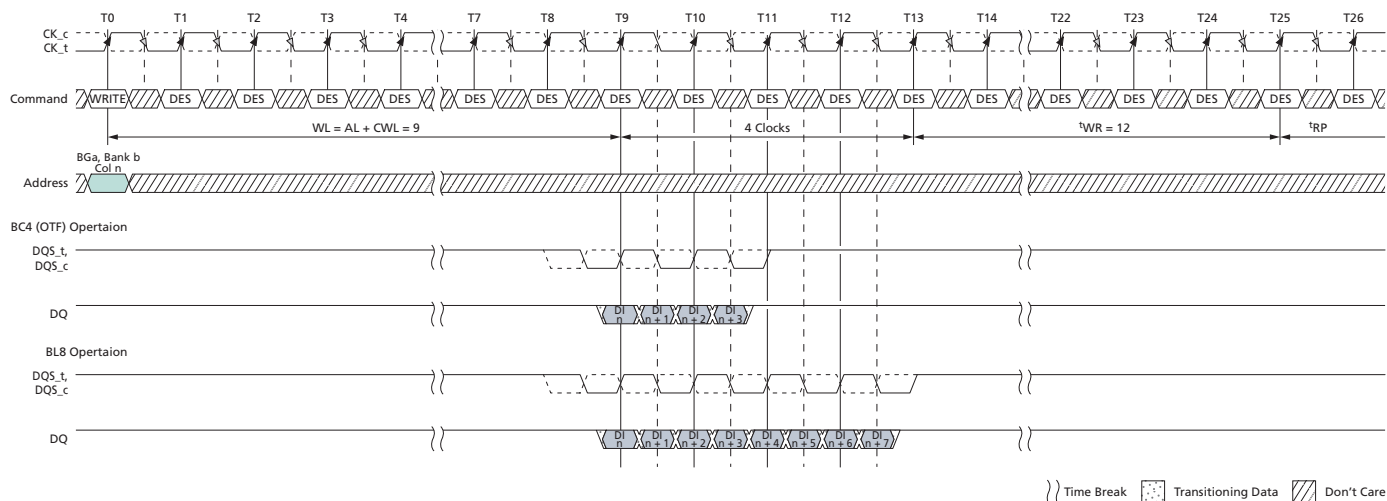 T0 T1 T2 T3 T4 T7 T8 T9 T10 T11 T12 T13 T14 T22 T23 T24 T25 T26
CK_c
CK_t
Command WRITE DES DES DES DES DES DES DES DES DES DES DES DES DES DES DES DES DES
WL = AL + CWL = 9 4 Clocks tWR = 12 tRP
BGa, Bank b
Col n
Address
BC4 (OTF) Opertaion
DQS_t,
DQS_c
DQ DI n DI n + 1 DI n + 2 DI n + 3
BL8 Opertaion
DQS_t,
DQS_c
DQ DI n DI n + 1 DI n + 2 DI n + 3 DI n + 4 DI n + 5 DI n + 6 DI n + 7
Time Break Transitioning Data Don't Care